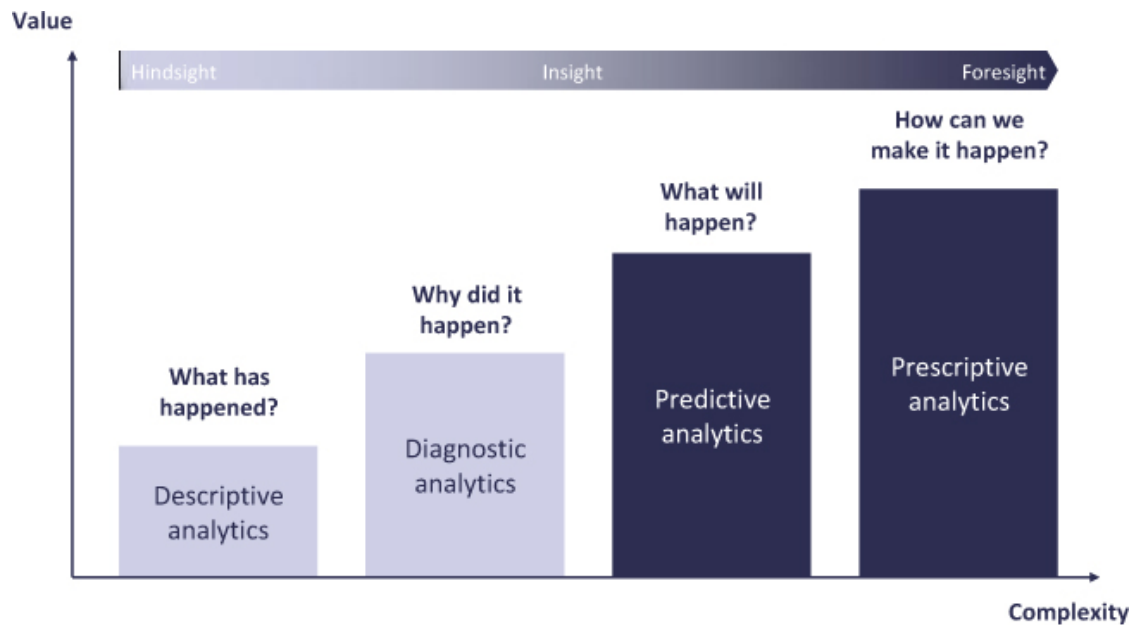 Value
Hindsight
Insight
Foresight
How can we
make it happen?
What will
happen?
Why did it
happen?
What has
happened?
Descriptive
analytics
Diagnostic
analytics
Predictive
analytics
Prescriptive
analytics
Complexity